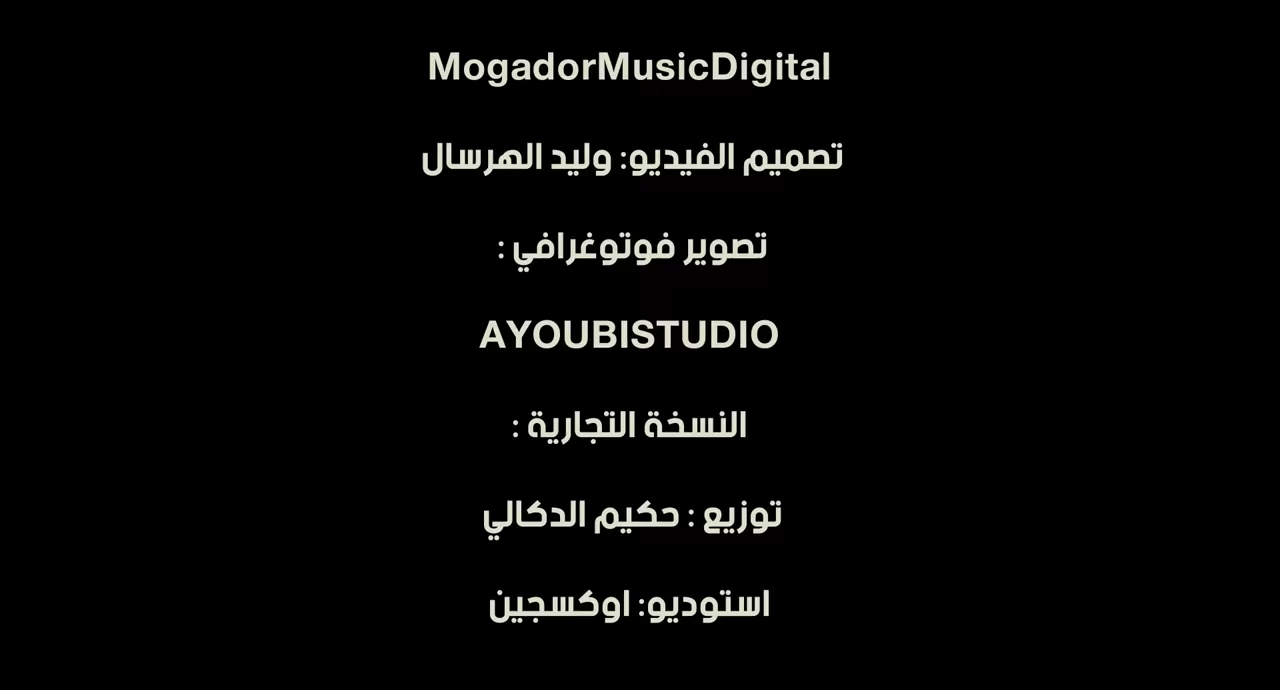 MogadorMusicDigital
تصميم الفيديو: وليد الهرسال
تصوير فوتوغرافي :
AYOUBISTUDIO
النسخة التجارية :
توزيع : حكيم الدكالي
استوديو: اوكسجين